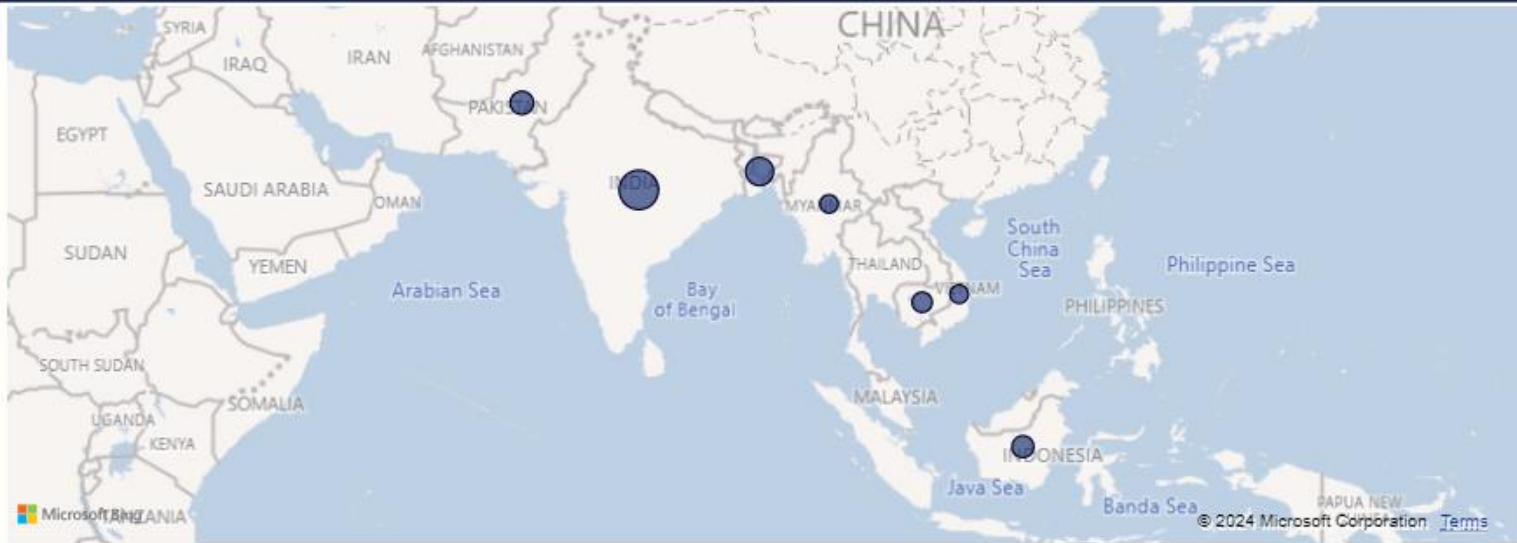 CHINA
SYRIA
AFGHANISTAN
IRAQ
IRAN
PAKISTAN
EGYPT
SAUDI ARABIA
INDIA
OMAN
MYANMAR
SUDAN
YEMEN
THAILAND
South
China
Sea
Philippine Sea
Arabian Sea
Bay
of Bengal
VIETNAM
PHILIPPINES
SOUTH SUDAN
SOMALIA
MALAYSIA
UGANDA
KENYA
INDONESIA
Java Sea
Banda Sea
PAPUA NEW
Microsoft Bing
TANZANIA
© 2024 Microsoft Corporation Terms